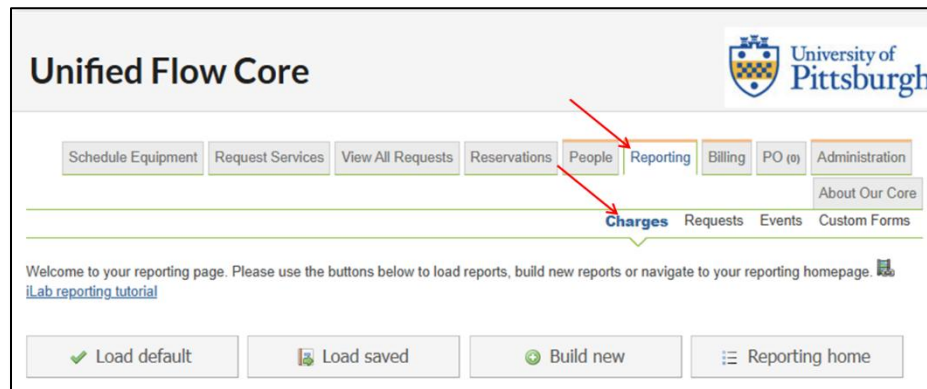 Unified Flow Core
University of
Pittsburgh
Schedule Equipment Request Services View All Requests Reservations People Reporting Billing PO (0) Administration
About Our Core
Charges Requests Events Custom Forms
Welcome to your reporting page. Please use the buttons below to load reports, build new reports or navigate to your reporting homepage.
iLab reporting tutorial
Load default Load saved Build new Reporting home